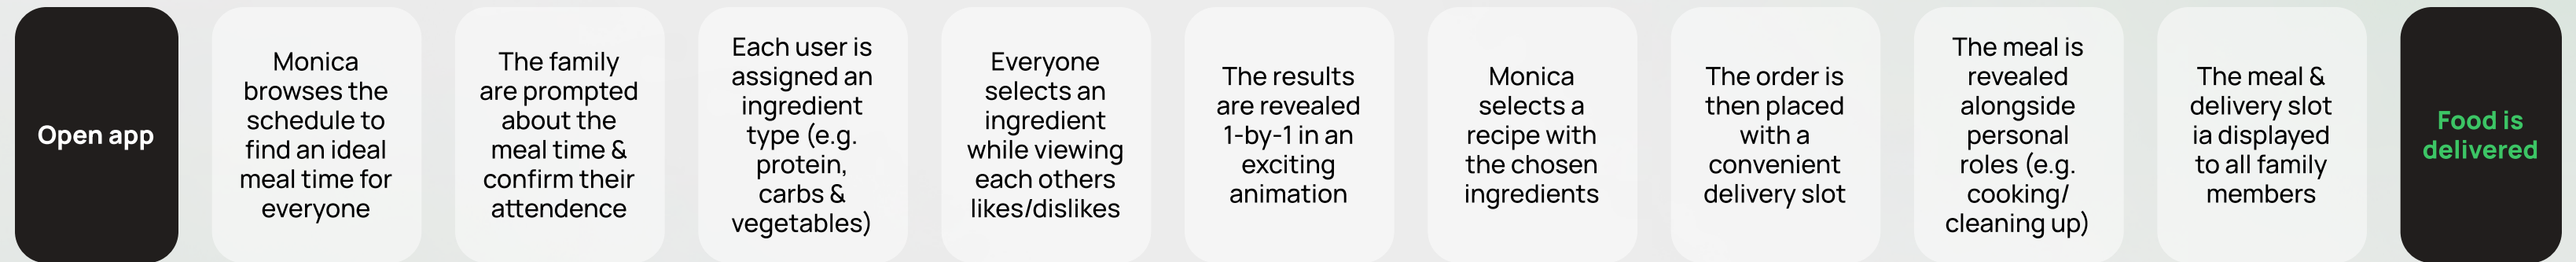 Open app
Monica
browses the
schedule to
find an ideal
meal time for
everyone
The family
are prompted
about the
meal time &
confirm their
attendence
Each user is
assigned an
ingredient
type (e.g.
protein,
carbs &
vegetables)
Everyone
selects an
ingredient
while viewing
each others
likes/dislikes
The results
are revealed
1-by-1 in an
exciting
animation
Monica
selects a
recipe with
the chosen
ingredients
The order is
then placed
with a
convenient
delivery slot
The meal is
revealed
alongside
personal
roles (e.g.
cooking/
cleaning up)
The meal &
delivery slot
ia displayed
to all family
members
Food is
delivered